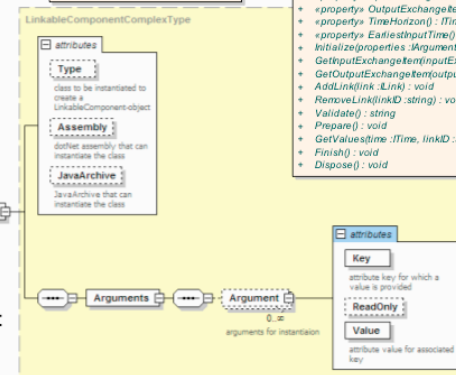 «property» OutputExchangeIte
LinkableComponentComplexType
+ «property» TimeHorizon() : ITim
+ «property» EarliestInputTime()
attributes
+ Initialize(properties :IArgument
Type
+ GetInputExchangeItem(inputEx
+ GetOutputExchangeItem(outpu
class to be instantiated to
create a
LinkableComponent-object
+ AddLink(link :ILink) : void
+ RemoveLink(linkID :string) : vo
+ Validate() : string
Assembly
+ Prepare() : void
dotNet assembly that can
instantiate the class
+ GetValues(time :ITime, linkID :
+ Finish() : void
+ Dispose() : void
JavaArchive
JavaArchive that can
instantiate the class
attributes
Key
attribute key for which a
value is provided
Arguments
Argument
ReadOnly
0..∞
arguments for instantiaion
Value
attribute value for associated
key
: